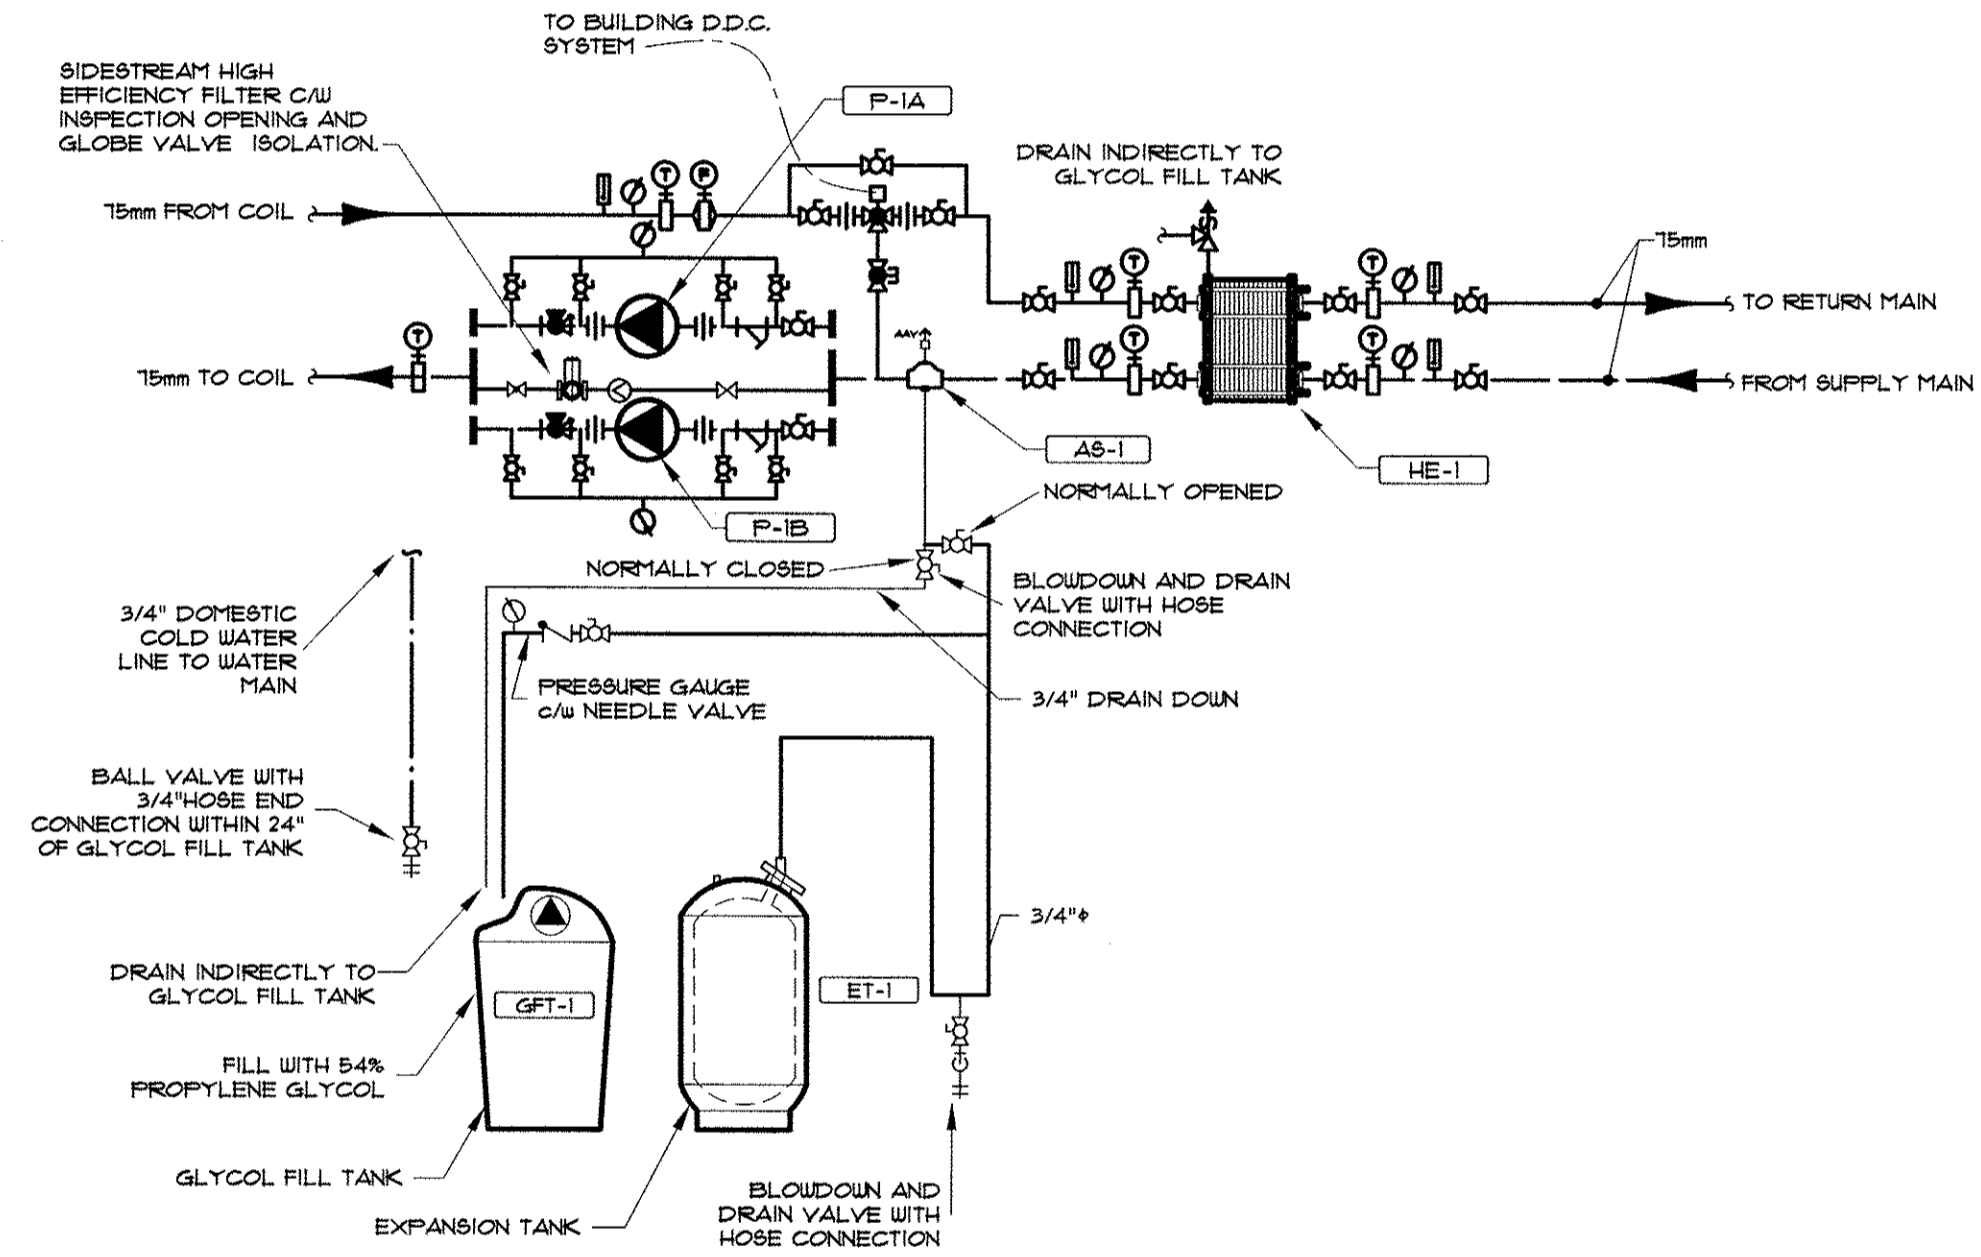 TO BUILDING D.D.C.
SYSTEM
SIDESTREAM HIGH
EFFICIENCY FILTER C/W
INSPECTION OPENING AND
GLOBE VALVE ISOLATION.
P-1A
DRAIN INDIRECTLY TO
GLYCOL FILL TANK
T
F
75mm FROM COIL
S
75mm
T
T
TO RETURN MAIN
AAV
T
T
T
75mm TO COIL
FROM SUPPLY MAIN
AS-1
HE-1
NORMALLY OPENED
P-1B
NORMALLY CLOSED
BLOWDOWN AND DRAIN
VALVE WITH HOSE
CONNECTION
3/4" DOMESTIC
COLD WATER
LINE TO WATER
MAIN
PRESSURE GAUGE
c/w NEEDLE VALVE
3/4" DRAIN DOWN
BALL VALVE WITH
3/4"HOSE END
CONNECTION WITHIN 24"
OF GLYCOL FILL TANK
3/4"ϕ
DRAIN INDIRECTLY TO
GLYCOL FILL TANK
GFT-1
ET-1
FILL WITH 54%
PROPYLENE GLYCOL
GLYCOL FILL TANK
EXPANSION TANK
BLOWDOWN AND
DRAIN VALVE WITH
HOSE CONNECTION